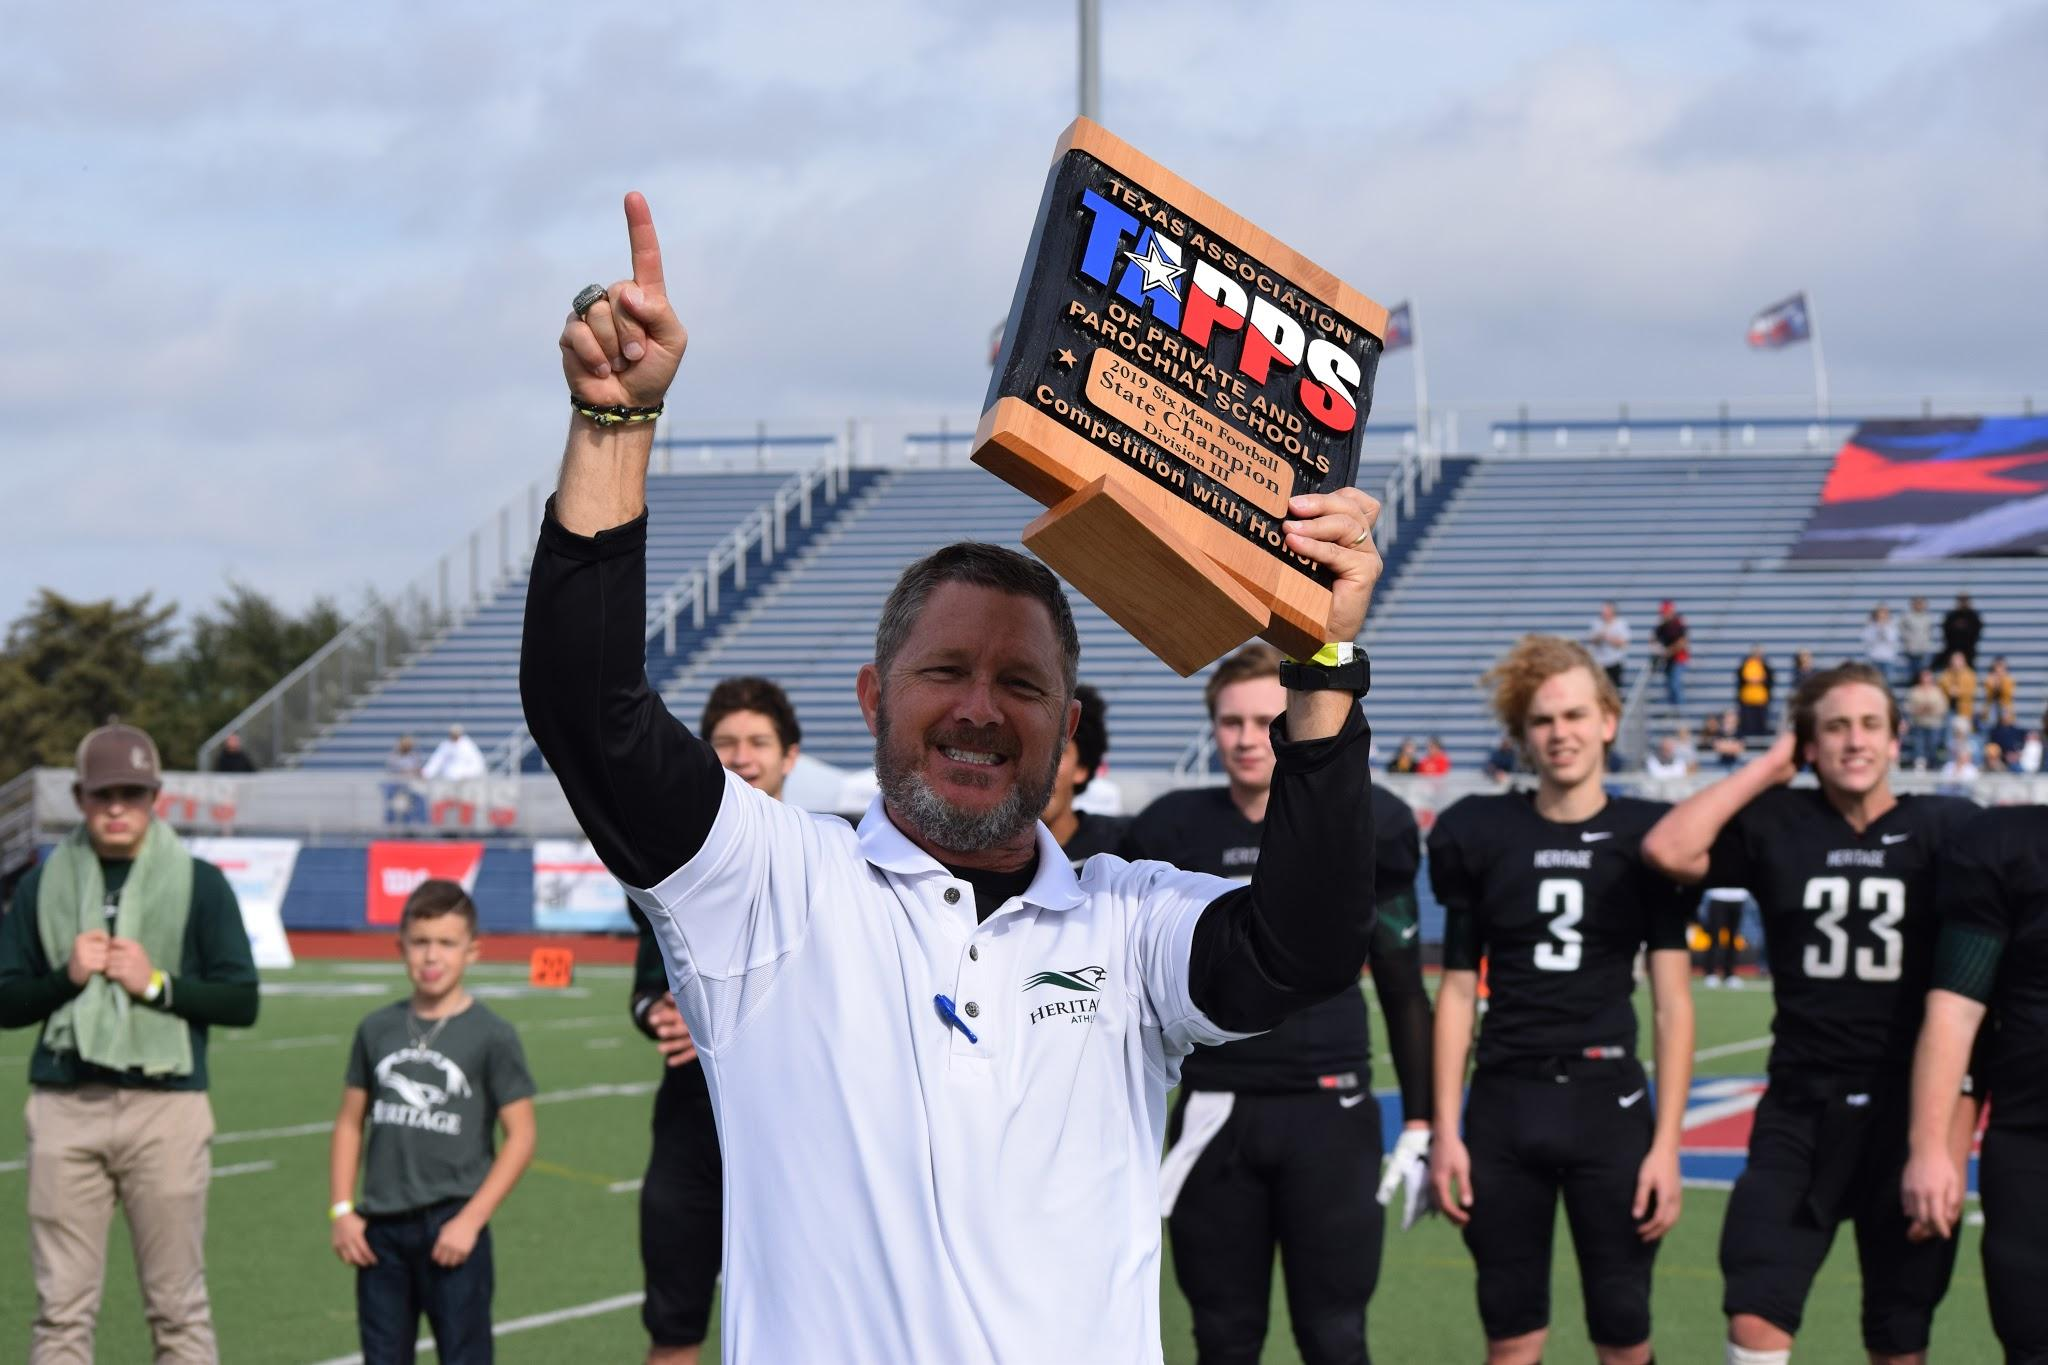 TEXAS ASSOCIATION
TAPPS
OF PRIVATE AND
PAROCHIAL SCHOOLS
2019 Six Man Football
State Champion
Division III
Competition with Honor
HERITAGE
3
HERITAGE
33
HERITAGE
20